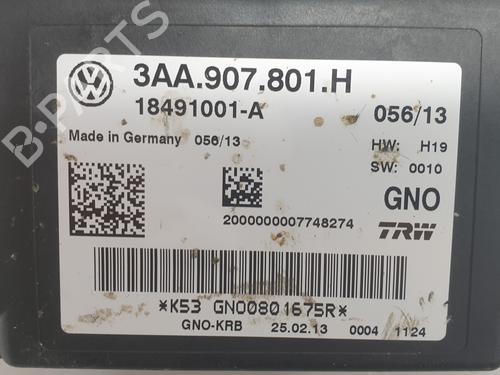 3AA.907.801.H
18491001-A
056/13
Made in Germany 056/13
HW: H19
SW: 0010
GNO
2000000007748274
TRW
*K53 GNO0801675R*
GNO-KRB 25.02.13 0004 1124
B-PARTS